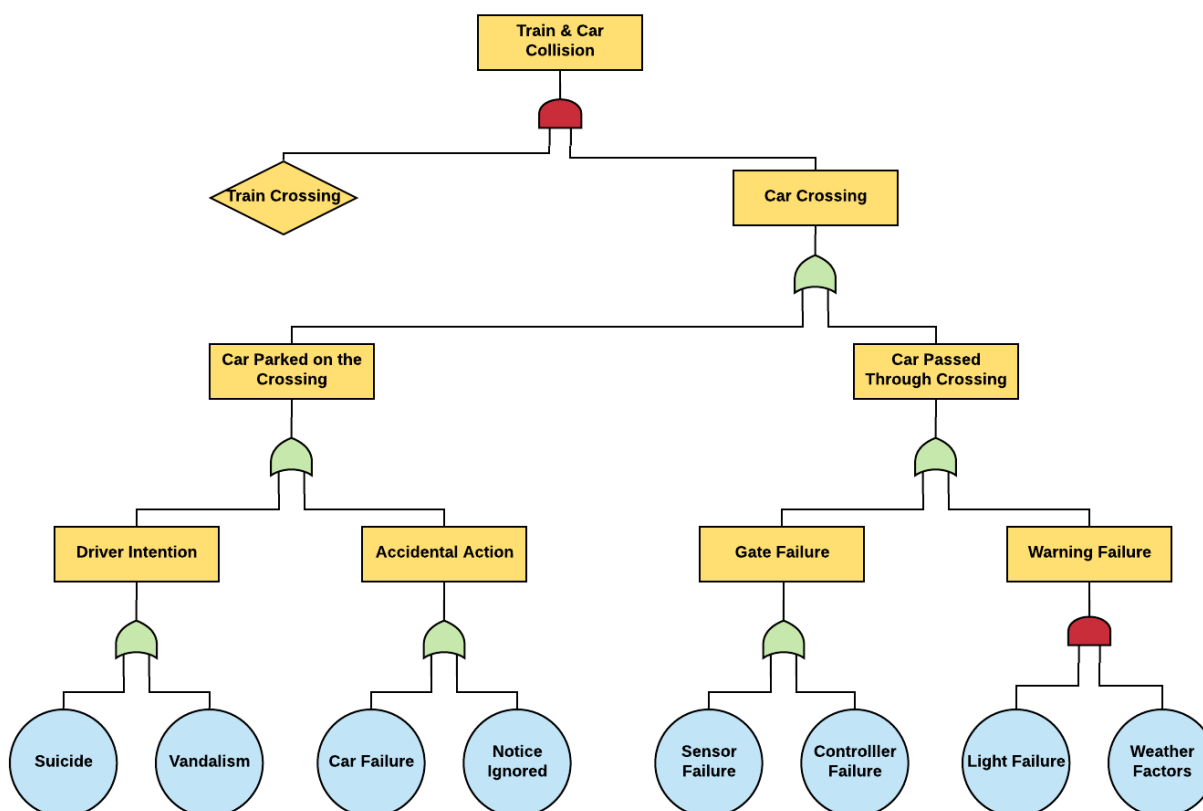 Train & Car
Collision
Train Crossing
Car Crossing
Car Parked on the
Crossing
Car Passed
Through Crossing
Driver Intention
Accidental Action
Gate Failure
Warning Failure
Suicide
Vandalism
Car Failure
Notice
Ignored
Sensor
Failure
Controlller
Failure
Light Failure
Weather
Factors